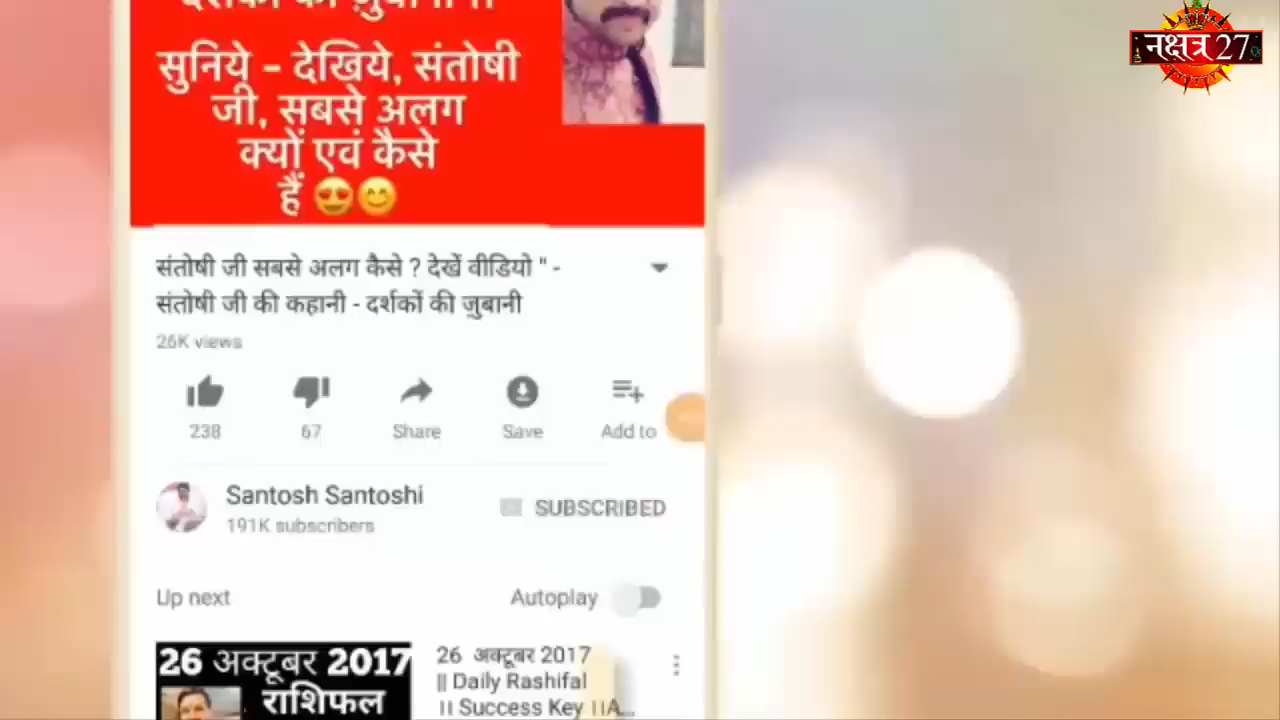 नक्षत्र 27
सुनिये - देखिये, संतोषी
जी, सबसे अलग
क्यों एवं कैसे
हैं 😍😊
संतोषी जी सबसे अलग कैसे ? देखें वीडियो " -
संतोषी जी की कहानी - दर्शकों की जुबानी
26K views
238
67
Share
Save
Add to
Santosh Santoshi
191K subscribers
SUBSCRIBED
Up next
Autoplay
26 अक्टूबर 2017
राशिफल
26 अक्टूबर 2017
|| Daily Rashifal
।। Success Key ।।A...